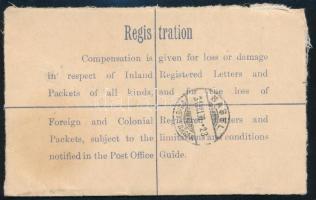 Registration
Compensation is given for loss or damage
in respect of Inland Registered Letters and
Packets of all kinds, and for the loss of
Foreign and Colonial Registered Letters and
Packets, subject to the limitations and conditions
notified in the Post Office Guide.
BASEL